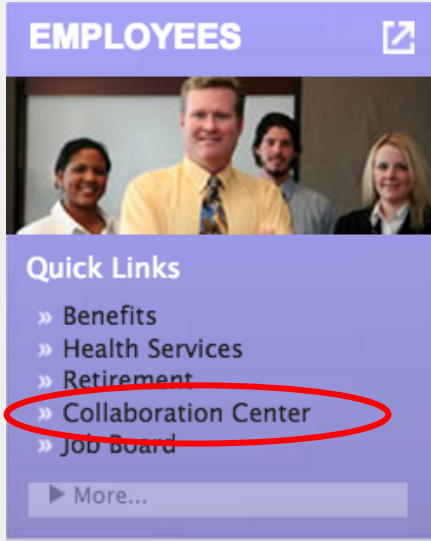 EMPLOYEES
Quick Links
» Benefits
» Health Services
» Retirement
» Collaboration Center
» Job Board
▶ More...